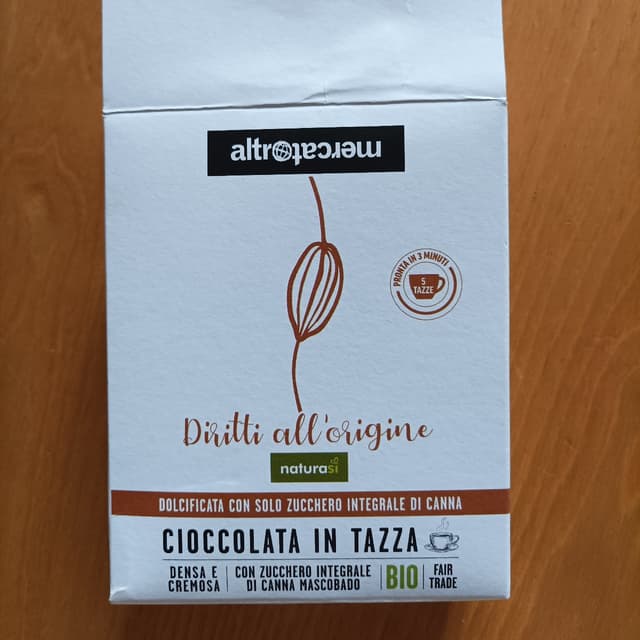 altromercato
PRONTA IN 3 MINUTI
5
TAZZE
Diritti all'origine
naturasì
DOLCIFICATA CON SOLO ZUCCHERO INTEGRALE DI CANNA
CIOCCOLATA IN TAZZA
DENSA E
CREMOSA
CON ZUCCHERO INTEGRALE
DI CANNA MASCOBADO
BIO
FAIR
TRADE